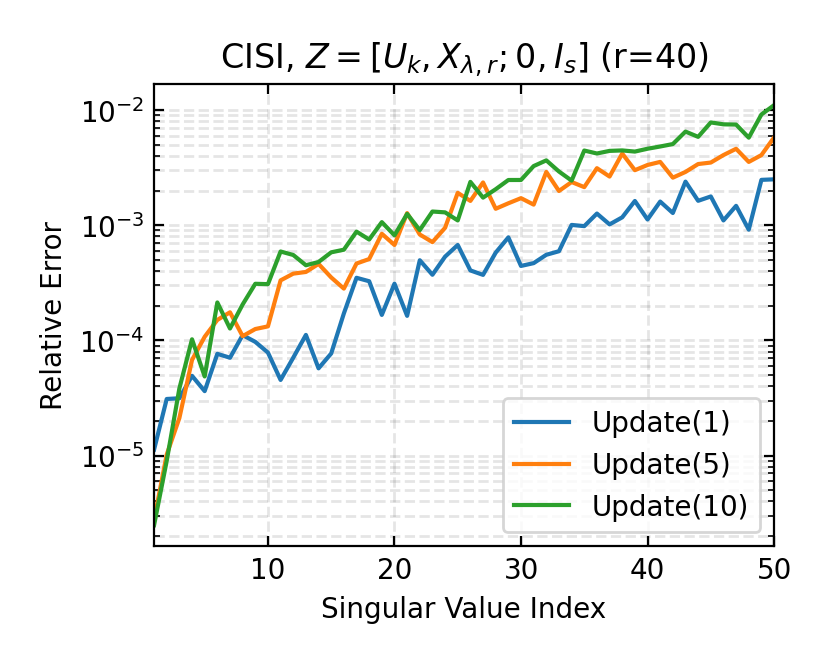 CISI, $Z = [U_k, X_{\lambda,r}; 0, I_s]$ (r=40)
Relative Error
$10^{-2}$
$10^{-3}$
$10^{-4}$
$10^{-5}$
Update(1)
Update(5)
Update(10)
10 20 30 40 50
Singular Value Index